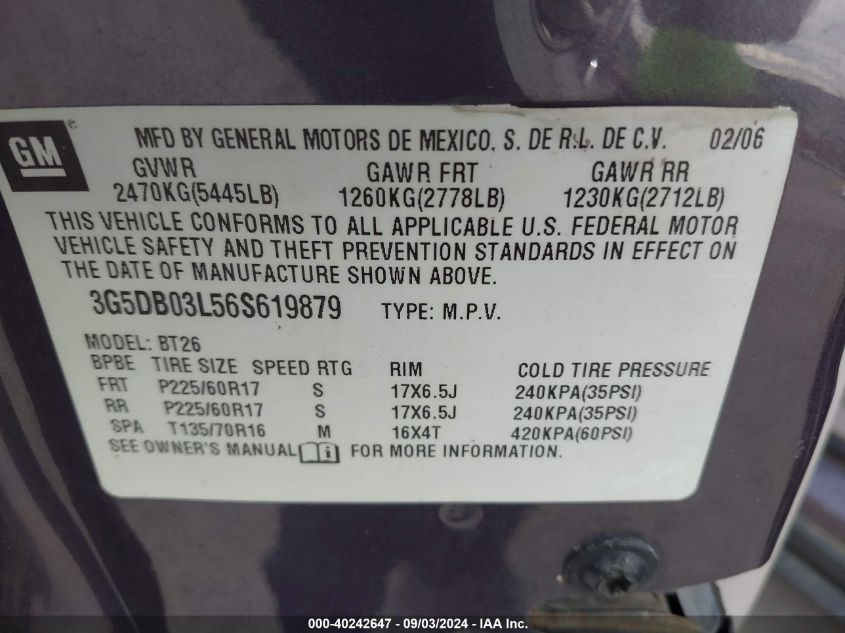 GM®
MFD BY GENERAL MOTORS DE MEXICO, S. DE R.L. DE C.V. 02/06
GVWR GAWR FRT GAWR RR
2470KG(5445LB) 1260KG(2778LB) 1230KG(2712LB)
THIS VEHICLE CONFORMS TO ALL APPLICABLE U.S. FEDERAL MOTOR
VEHICLE SAFETY AND THEFT PREVENTION STANDARDS IN EFFECT ON
THE DATE OF MANUFACTURE SHOWN ABOVE.
3G5DB03L56S619879 TYPE: M.P.V.
MODEL: BT26
BPBE TIRE SIZE SPEED RTG RIM COLD TIRE PRESSURE
FRT P225/60R17 S 17X6.5J 240KPA(35PSI)
RR P225/60R17 S 17X6.5J 240KPA(35PSI)
SPA T135/70R16 M 16X4T 420KPA(60PSI)
SEE OWNER'S MANUAL FOR MORE INFORMATION.
000-40242647 - 09/03/2024 - IAA Inc.